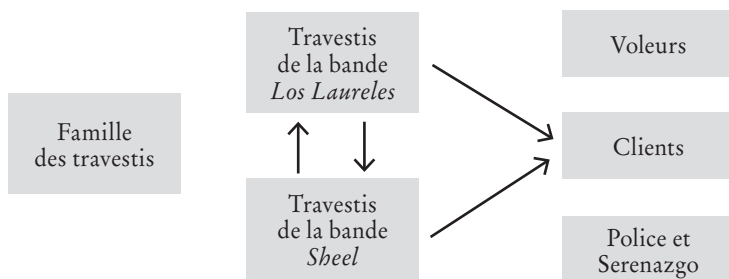 Famille
des travestis
Travestis
de la bande
Los Laureles
Travestis
de la bande
Sheel
Voleurs
Clients
Police et
Serenazgo